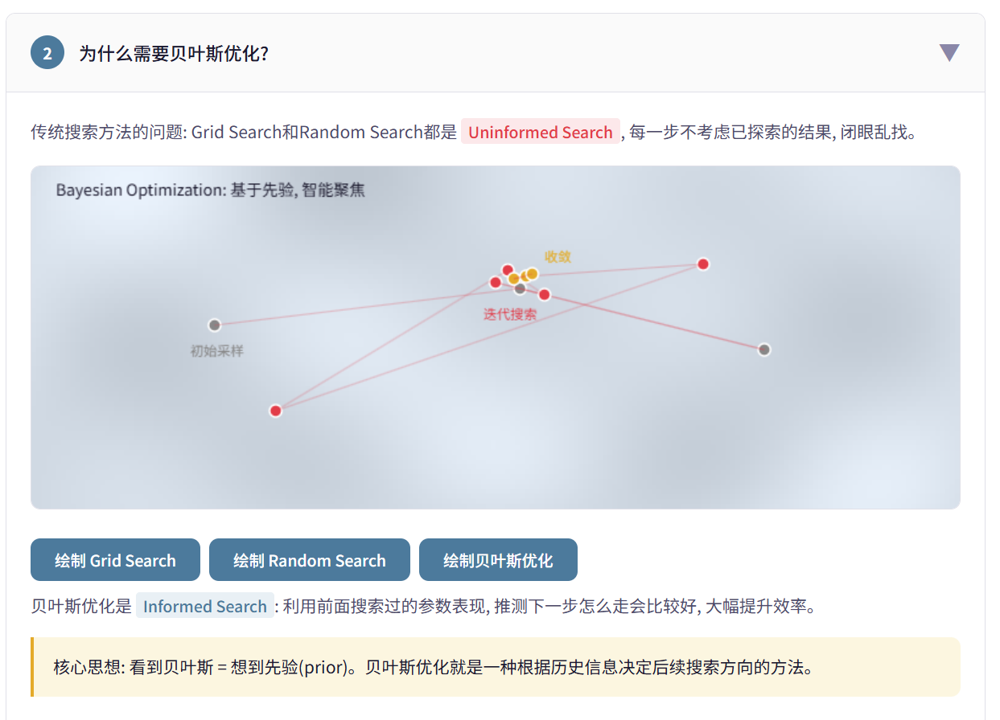 2 为什么需要贝叶斯优化?
传统搜索方法的问题: Grid Search和Random Search都是 Uninformed Search, 每一步不考虑已探索的结果, 闭眼乱找。
Bayesian Optimization: 基于先验, 智能聚焦
收敛
迭代搜索
初始采样
绘制 Grid Search 绘制 Random Search 绘制贝叶斯优化
贝叶斯优化是 Informed Search: 利用前面搜索过的参数表现, 推测下一步怎么走会比较好, 大幅提升效率。
核心思想: 看到贝叶斯 = 想到先验(prior)。贝叶斯优化就是一种根据历史信息决定后续搜索方向的方法。